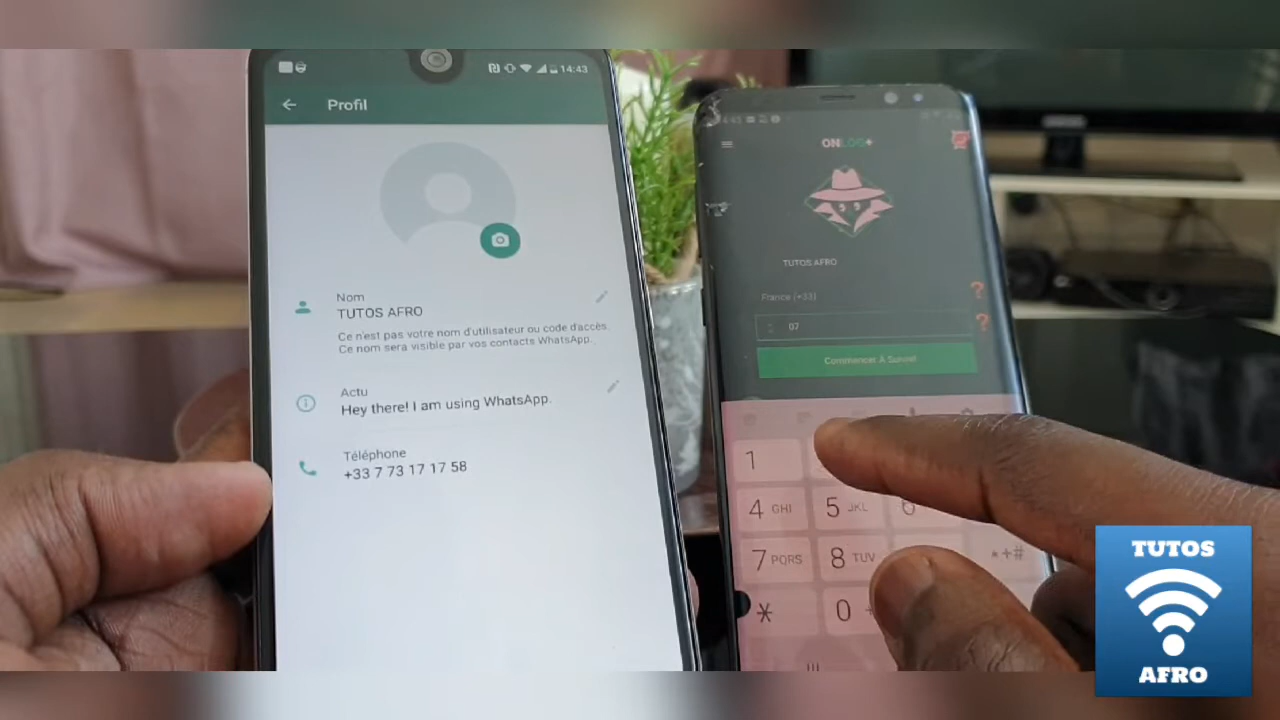 14:43
Profil
Nom
TUTOS AFRO
Ce n'est pas votre nom d'utilisateur ou code d'accès.
Ce nom sera visible par vos contacts WhatsApp.
Actu
Hey there! I am using WhatsApp.
Téléphone
+33 7 73 17 17 58
ONLOG+
TUTOS AFRO
France (+33)
?
07
?
Commencer À Suivre!
1
4 GHI
5 JKL
6
7 PQRS
8 TUV
*+#
*
0 +
TUTOS
AFRO